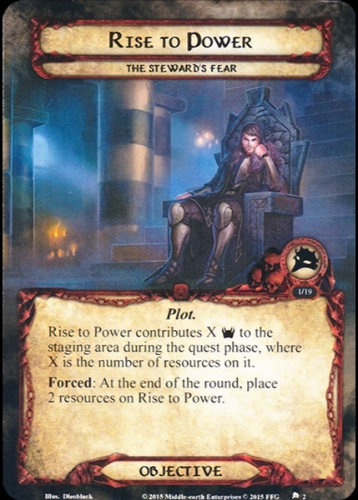 RISE TO POWER
THE STEWARD'S FEAR
1/19
Plot.
Rise to Power contributes X to the
staging area during the quest phase, where
X is the number of resources on it.
Forced: At the end of the round, place
2 resources on Rise to Power.
OBJECTIVE
Illus. Dleoblack © 2015 Middle-earth Enterprises © 2015 FFG 2